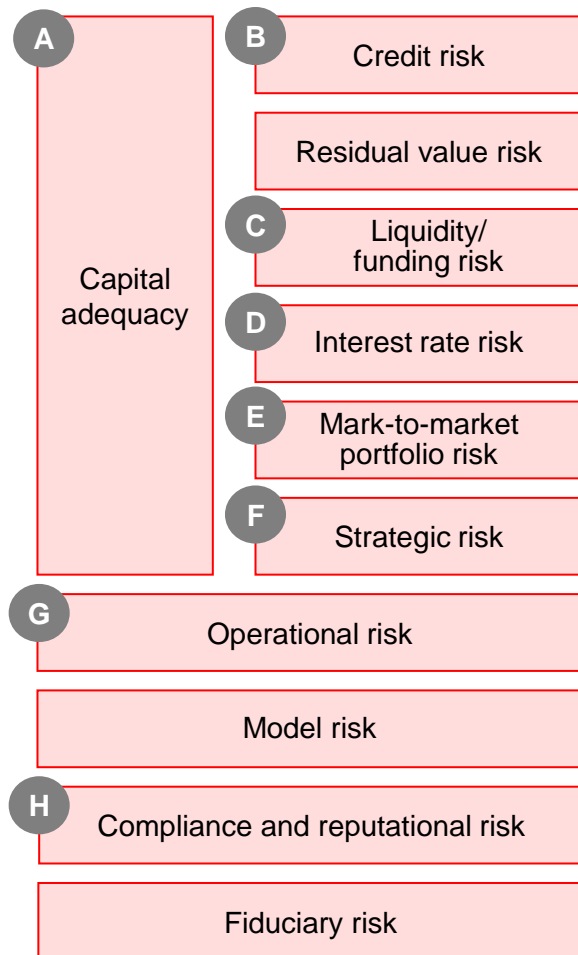 A
Capital
adequacy
B
Credit risk
Residual value risk
C
Liquidity/
funding risk
D
Interest rate risk
E
Mark-to-market
portfolio risk
F
Strategic risk
G
Operational risk
Model risk
H
Compliance and reputational risk
Fiduciary risk